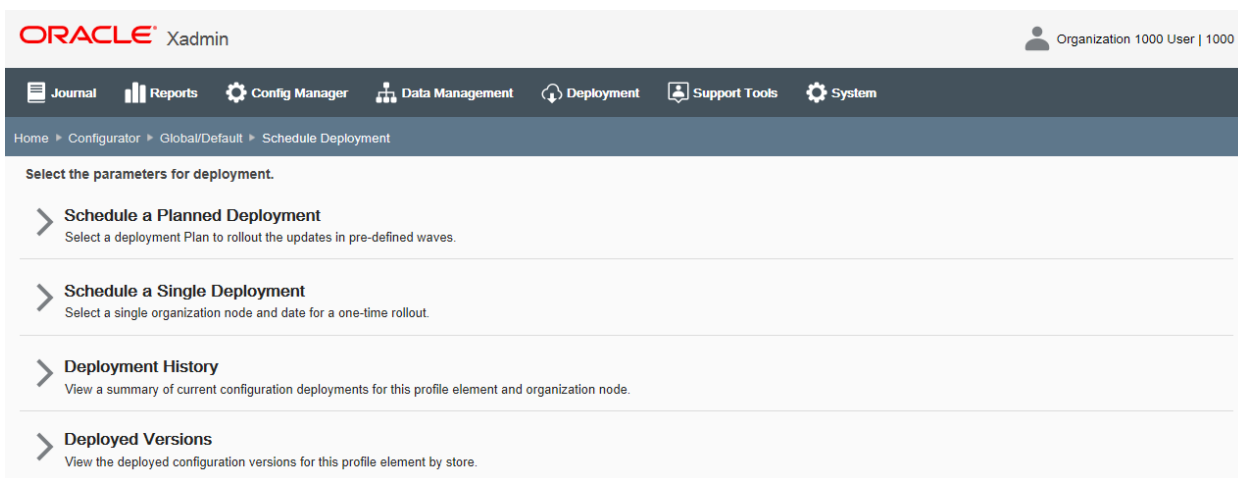 ORACLE® Xadmin
Organization 1000 User | 1000
Journal Reports Config Manager Data Management Deployment Support Tools System
Home ▸ Configurator ▸ Global/Default ▸ Schedule Deployment
Select the parameters for deployment.
Schedule a Planned Deployment
Select a deployment Plan to rollout the updates in pre-defined waves.
Schedule a Single Deployment
Select a single organization node and date for a one-time rollout.
Deployment History
View a summary of current configuration deployments for this profile element and organization node.
Deployed Versions
View the deployed configuration versions for this profile element by store.